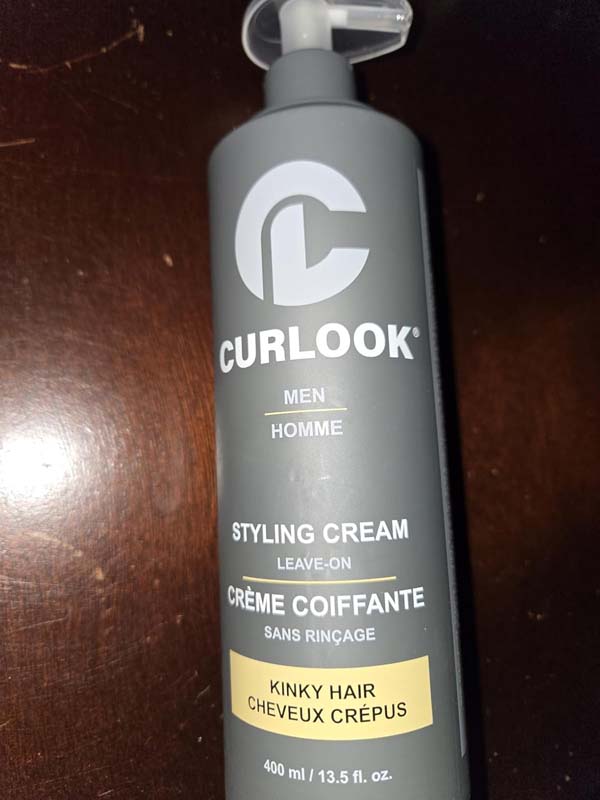 CURLOOK®
MEN
HOMME
STYLING CREAM
LEAVE-ON
CRÈME COIFFANTE
SANS RINÇAGE
KINKY HAIR
CHEVEUX CRÉPUS
400 ml / 13.5 fl. oz.